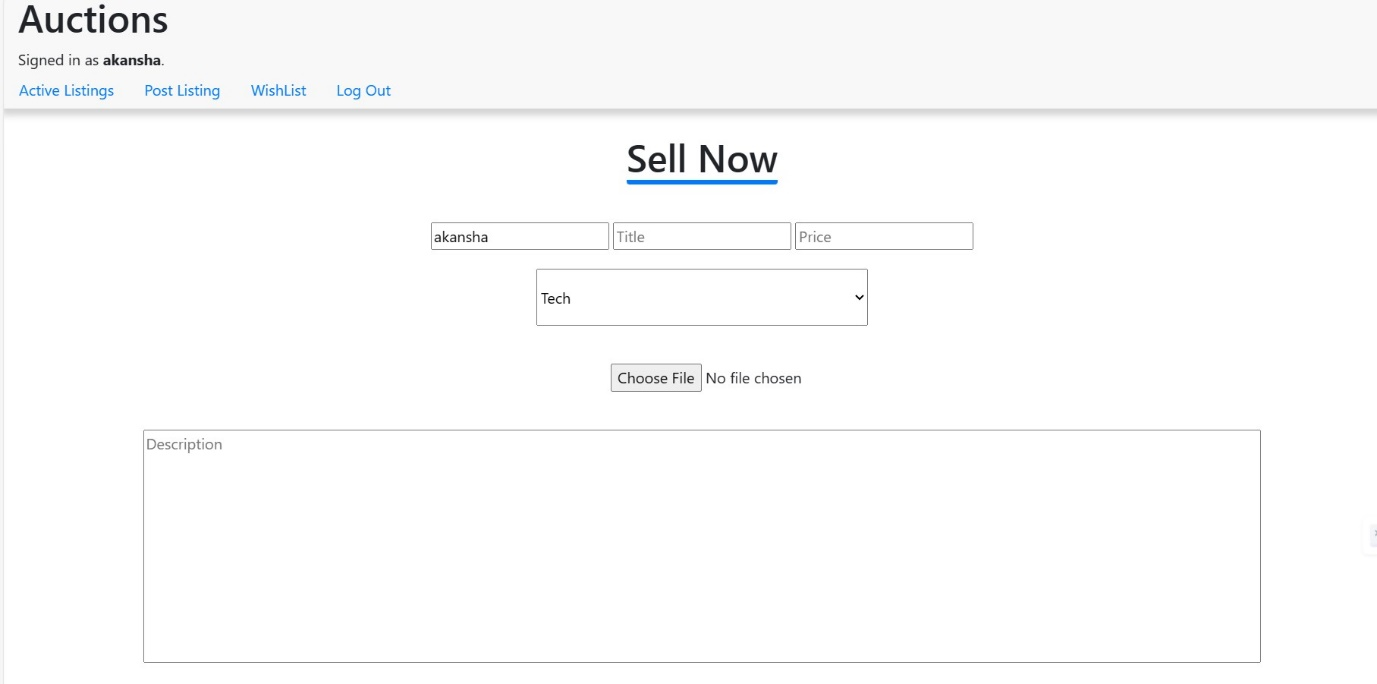 Auctions
Signed in as akansha.
Active Listings Post Listing WishList Log Out
Sell Now
akansha Title Price
Tech
Choose File No file chosen
Description